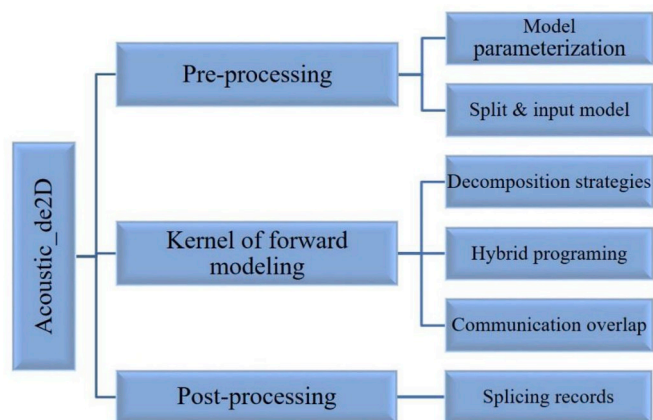 Acoustic_de2D
Pre-processing
Model
parameterization
Split & input model
Kernel of forward
modeling
Decomposition strategies
Hybrid programing
Communication overlap
Post-processing
Splicing records